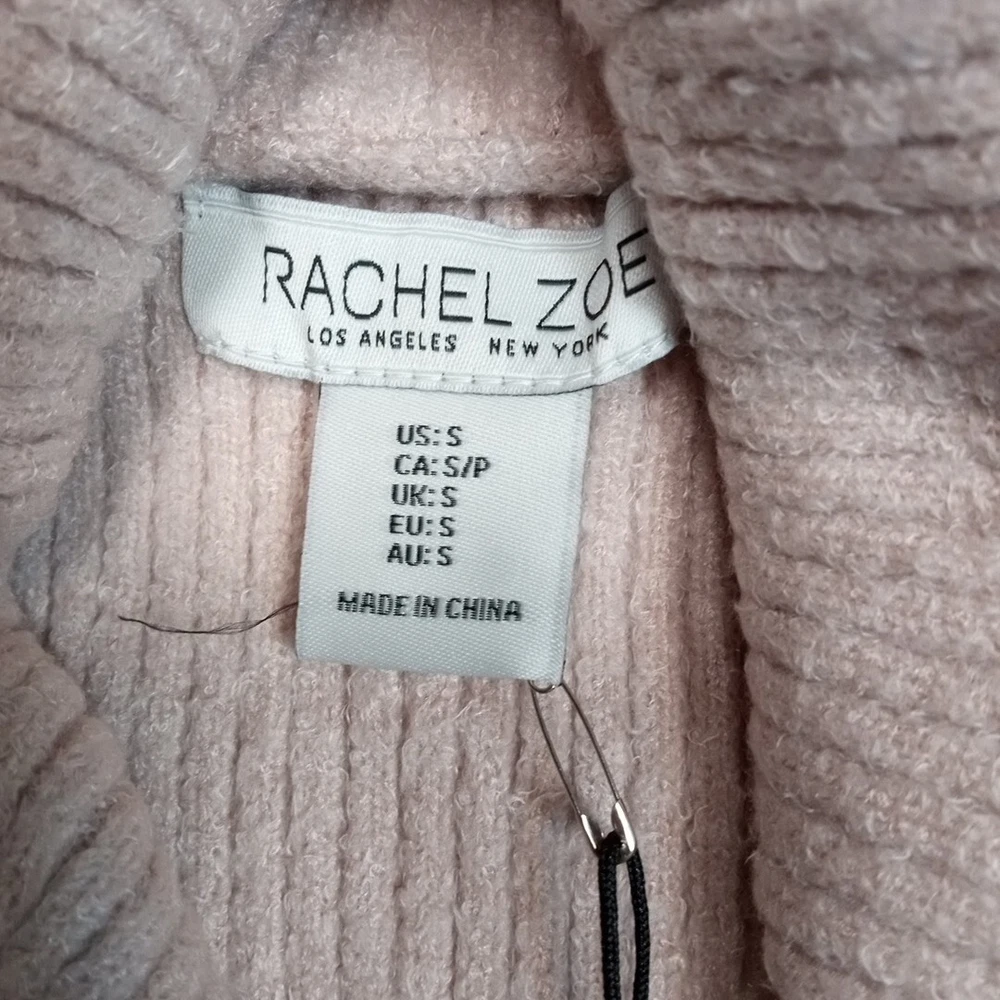 RACHEL ZOE
LOS ANGELES NEW YORK
US: S
CA: S/P
UK: S
EU: S
AU: S
MADE IN CHINA